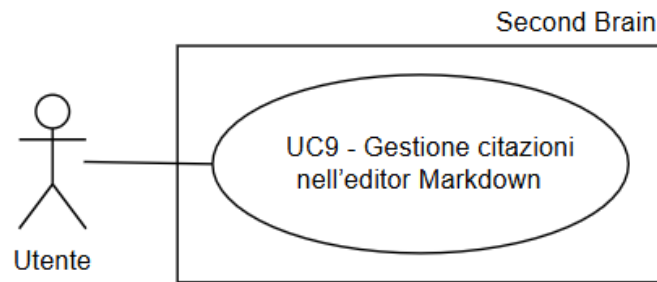 Second Brain
UC9 - Gestione citazioni
nell'editor Markdown
Utente